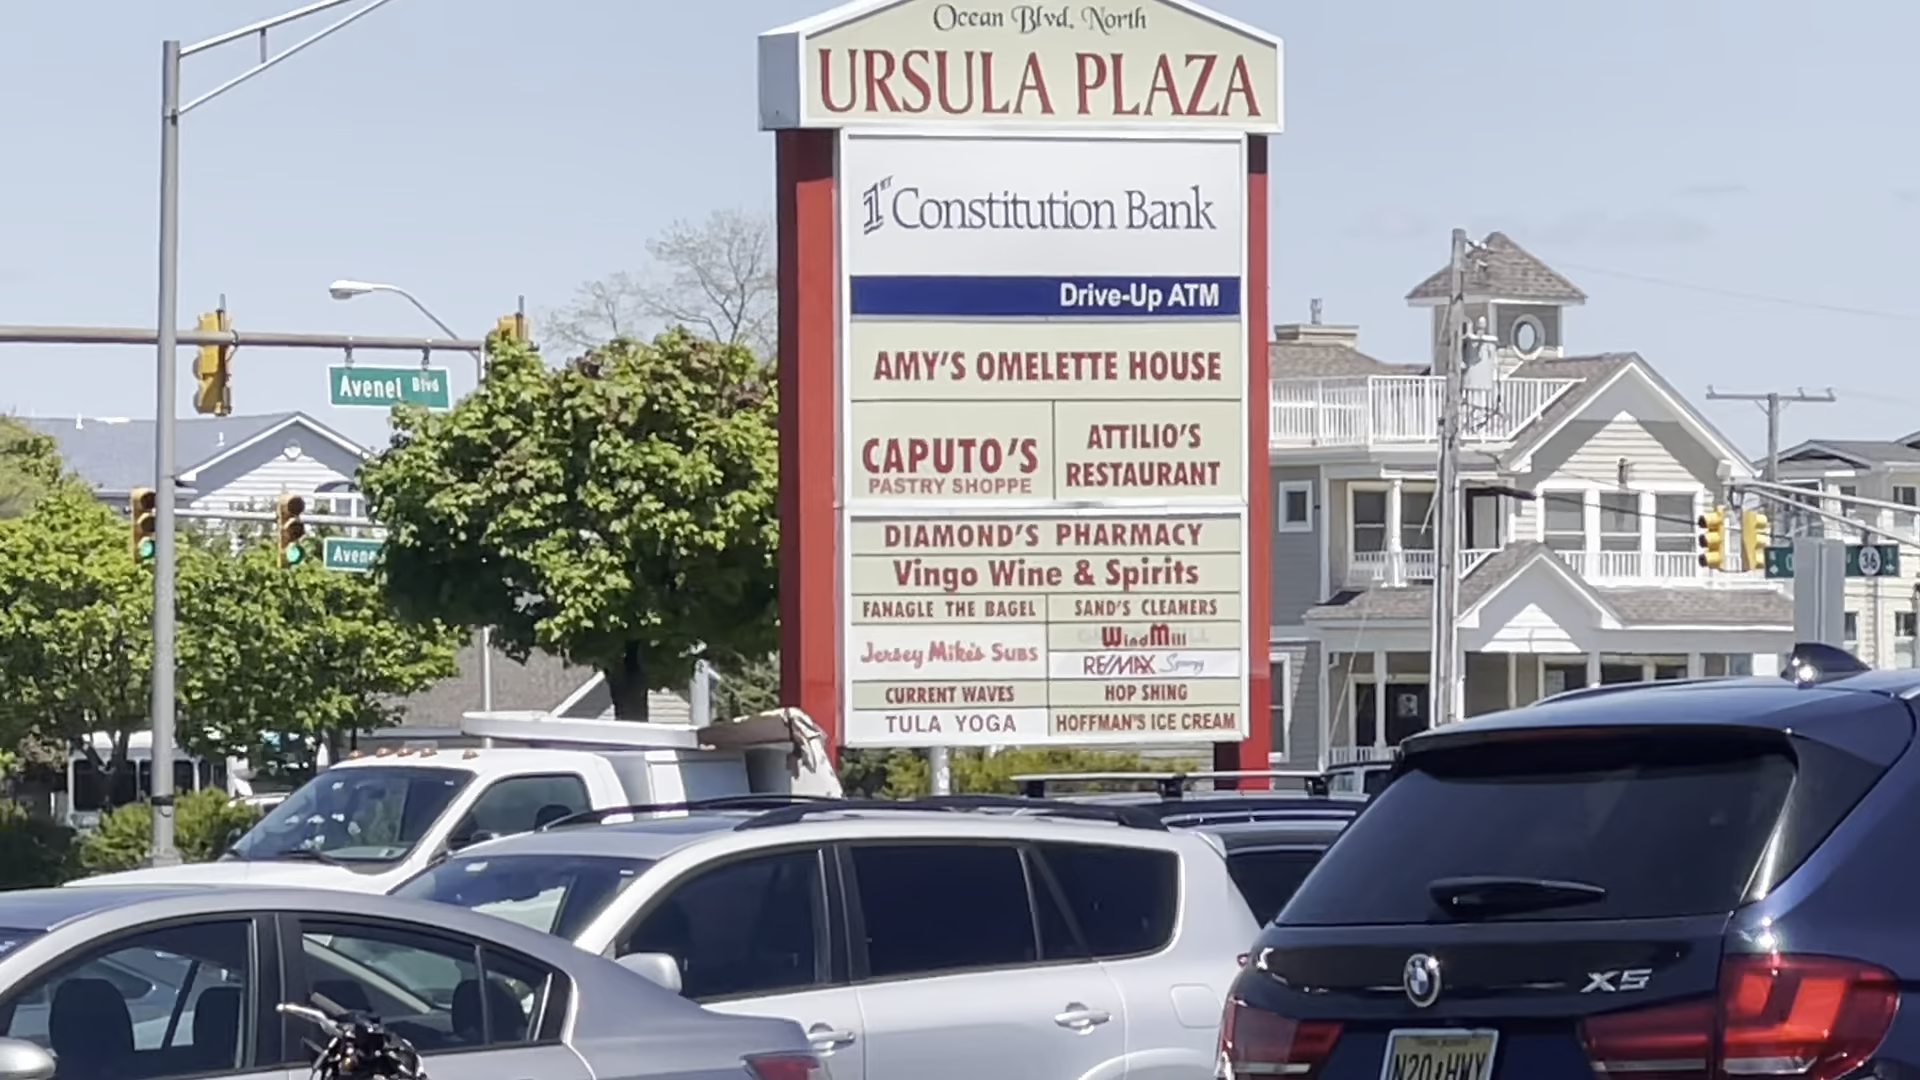 Ocean Blvd. North
URSULA PLAZA
1ST Constitution Bank
Drive-Up ATM
AMY'S OMELETTE HOUSE
CAPUTO'S
PASTRY SHOPPE
ATTILIO'S
RESTAURANT
DIAMOND'S PHARMACY
Vingo Wine & Spirits
FANAGLE THE BAGEL
SAND'S CLEANERS
Jersey Mike's SUBS
WindMill
RE/MAX Synergy
CURRENT WAVES
HOP SHING
TULA YOGA
HOFFMAN'S ICE CREAM
Avenel Blvd
Avene
36
X5